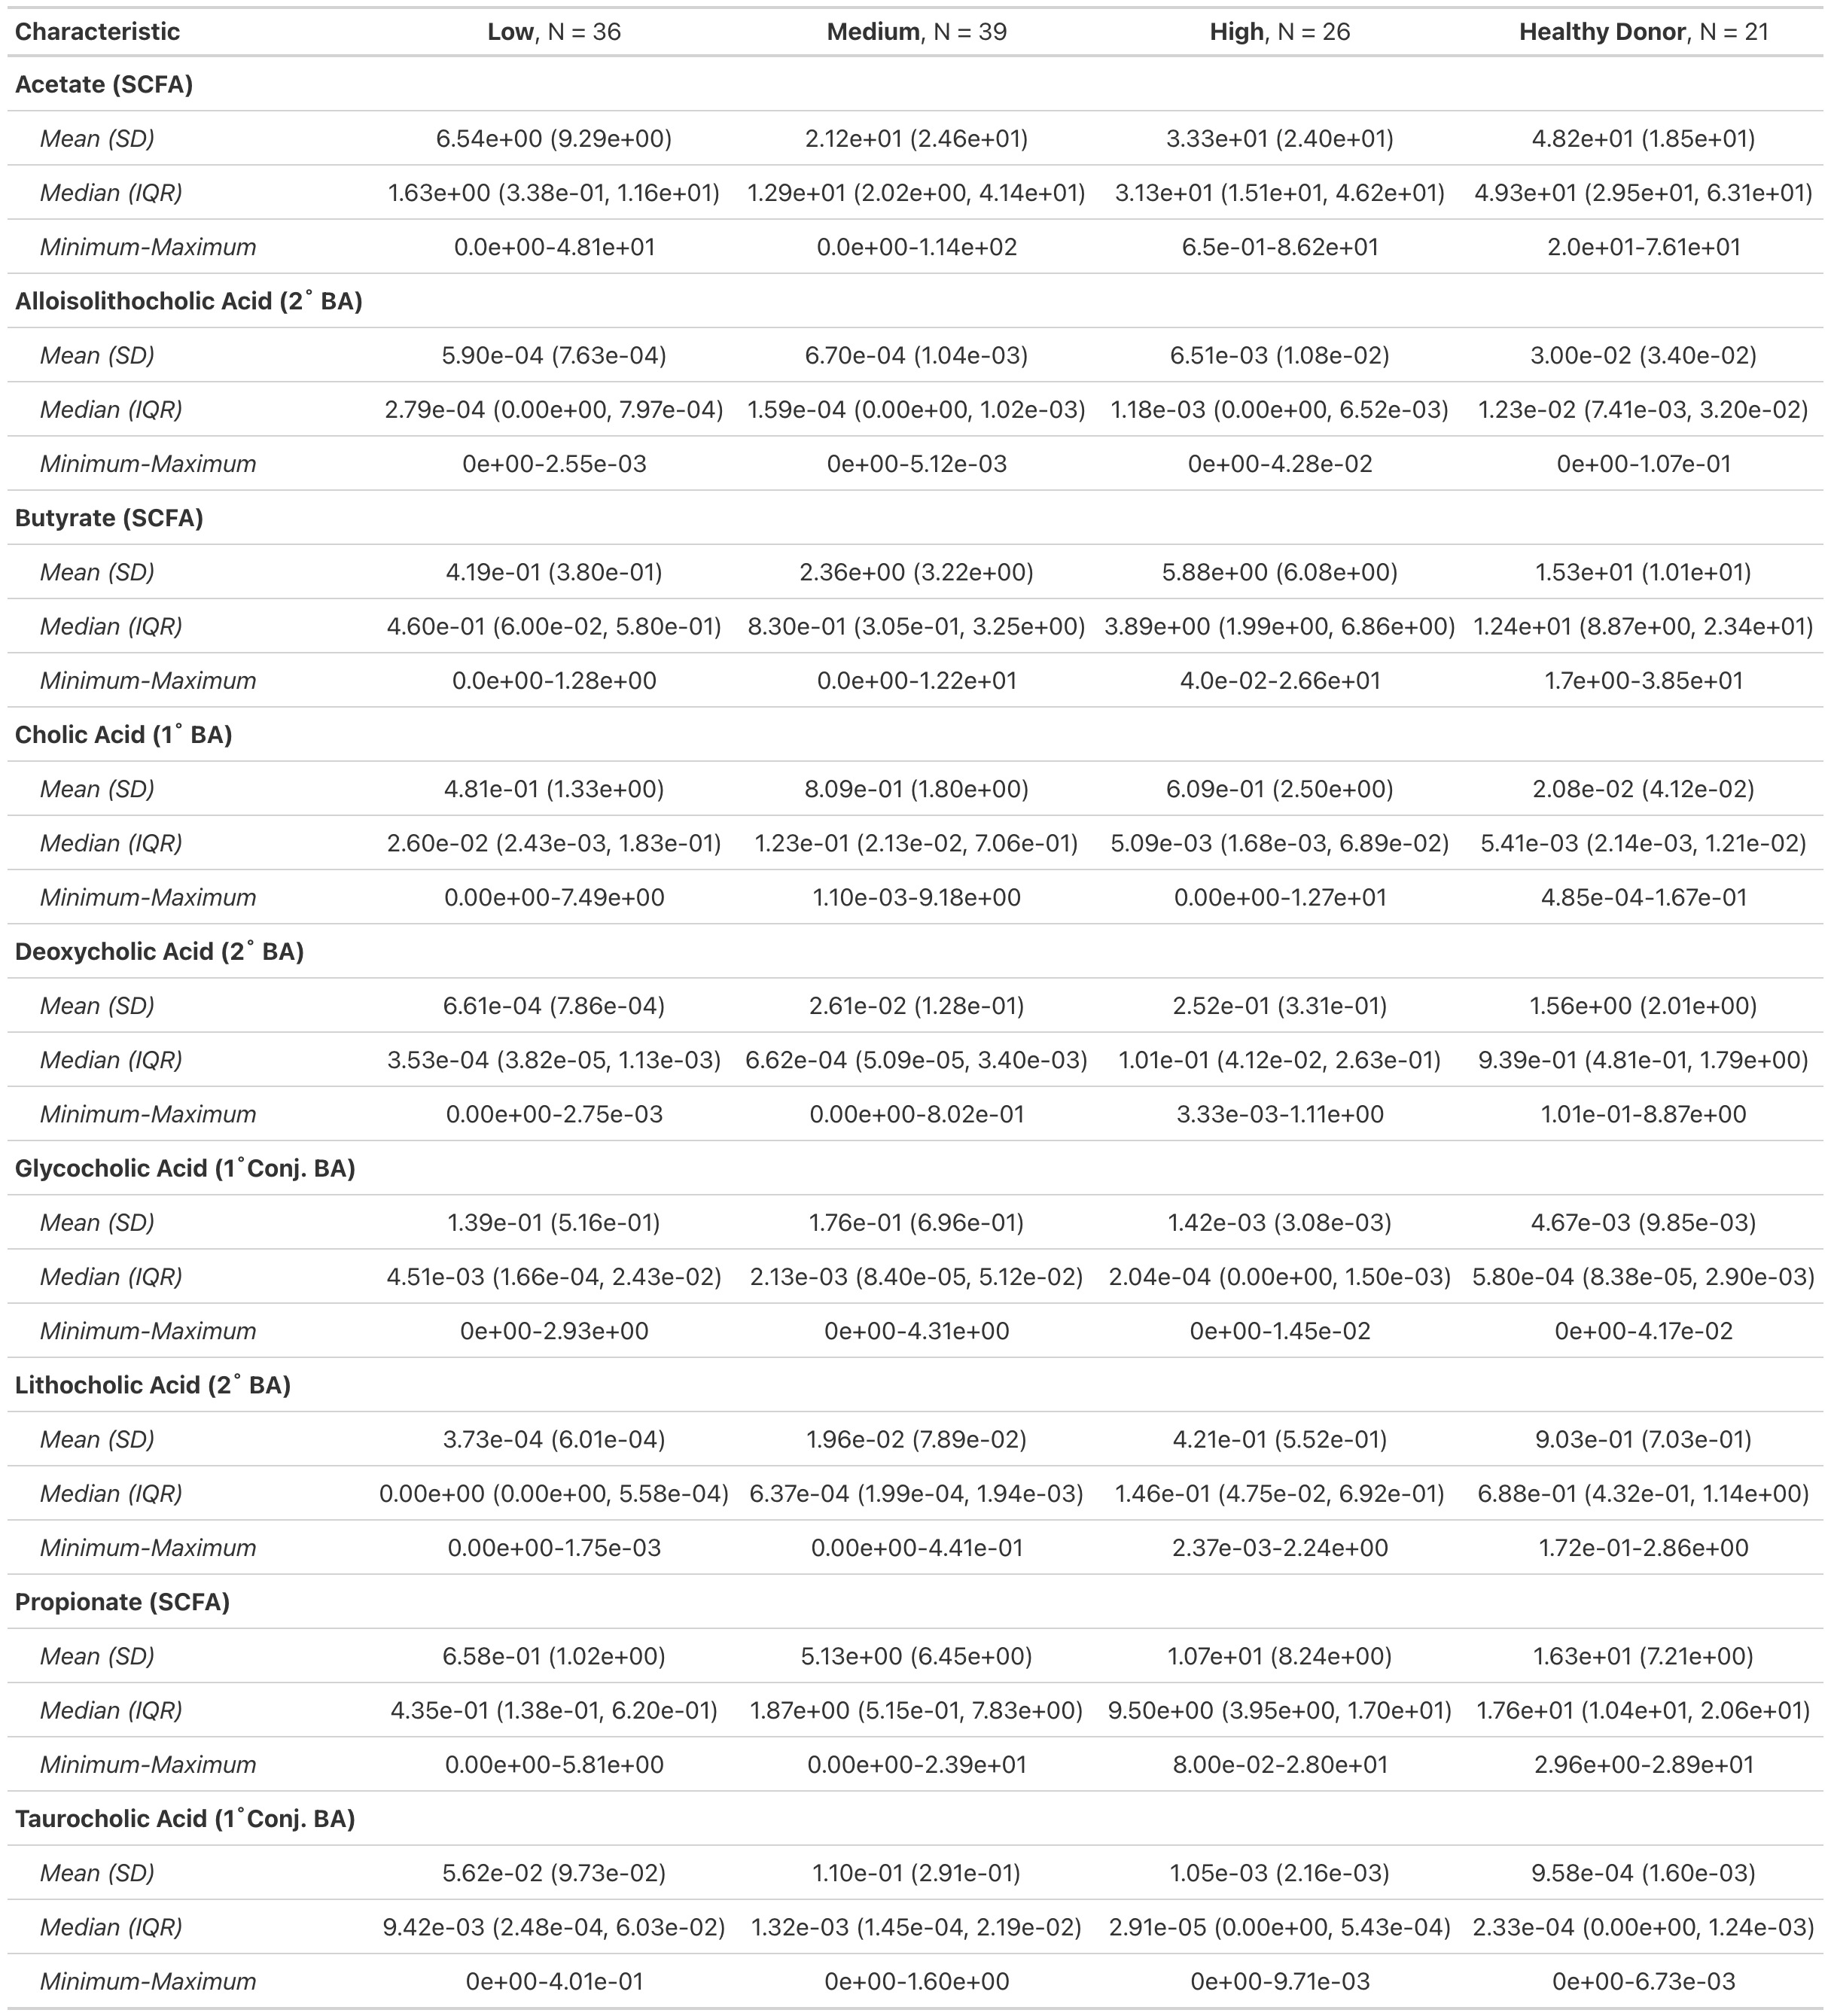 Characteristic Low, N = 36 Medium, N = 39 High, N = 26 Healthy Donor, N = 21
Acetate (SCFA)
Mean (SD) 6.54e+00 (9.29e+00) 2.12e+01 (2.46e+01) 3.33e+01 (2.40e+01) 4.82e+01 (1.85e+01)
Median (IQR) 1.63e+00 (3.38e-01, 1.16e+01) 1.29e+01 (2.02e+00, 4.14e+01) 3.13e+01 (1.51e+01, 4.62e+01) 4.93e+01 (2.95e+01, 6.31e+01)
Minimum-Maximum 0.0e+00-4.81e+01 0.0e+00-1.14e+02 6.5e-01-8.62e+01 2.0e+01-7.61e+01
Alloisolithocholic Acid (2˚ BA)
Mean (SD) 5.90e-04 (7.63e-04) 6.70e-04 (1.04e-03) 6.51e-03 (1.08e-02) 3.00e-02 (3.40e-02)
Median (IQR) 2.79e-04 (0.00e+00, 7.97e-04) 1.59e-04 (0.00e+00, 1.02e-03) 1.18e-03 (0.00e+00, 6.52e-03) 1.23e-02 (7.41e-03, 3.20e-02)
Minimum-Maximum 0e+00-2.55e-03 0e+00-5.12e-03 0e+00-4.28e-02 0e+00-1.07e-01
Butyrate (SCFA)
Mean (SD) 4.19e-01 (3.80e-01) 2.36e+00 (3.22e+00) 5.88e+00 (6.08e+00) 1.53e+01 (1.01e+01)
Median (IQR) 4.60e-01 (6.00e-02, 5.80e-01) 8.30e-01 (3.05e-01, 3.25e+00) 3.89e+00 (1.99e+00, 6.86e+00) 1.24e+01 (8.87e+00, 2.34e+01)
Minimum-Maximum 0.0e+00-1.28e+00 0.0e+00-1.22e+01 4.0e-02-2.66e+01 1.7e+00-3.85e+01
Cholic Acid (1˚ BA)
Mean (SD) 4.81e-01 (1.33e+00) 8.09e-01 (1.80e+00) 6.09e-01 (2.50e+00) 2.08e-02 (4.12e-02)
Median (IQR) 2.60e-02 (2.43e-03, 1.83e-01) 1.23e-01 (2.13e-02, 7.06e-01) 5.09e-03 (1.68e-03, 6.89e-02) 5.41e-03 (2.14e-03, 1.21e-02)
Minimum-Maximum 0.00e+00-7.49e+00 1.10e-03-9.18e+00 0.00e+00-1.27e+01 4.85e-04-1.67e-01
Deoxycholic Acid (2˚ BA)
Mean (SD) 6.61e-04 (7.86e-04) 2.61e-02 (1.28e-01) 2.52e-01 (3.31e-01) 1.56e+00 (2.01e+00)
Median (IQR) 3.53e-04 (3.82e-05, 1.13e-03) 6.62e-04 (5.09e-05, 3.40e-03) 1.01e-01 (4.12e-02, 2.63e-01) 9.39e-01 (4.81e-01, 1.79e+00)
Minimum-Maximum 0.00e+00-2.75e-03 0.00e+00-8.02e-01 3.33e-03-1.11e+00 1.01e-01-8.87e+00
Glycocholic Acid (1˚Conj. BA)
Mean (SD) 1.39e-01 (5.16e-01) 1.76e-01 (6.96e-01) 1.42e-03 (3.08e-03) 4.67e-03 (9.85e-03)
Median (IQR) 4.51e-03 (1.66e-04, 2.43e-02) 2.13e-03 (8.40e-05, 5.12e-02) 2.04e-04 (0.00e+00, 1.50e-03) 5.80e-04 (8.38e-05, 2.90e-03)
Minimum-Maximum 0e+00-2.93e+00 0e+00-4.31e+00 0e+00-1.45e-02 0e+00-4.17e-02
Lithocholic Acid (2˚ BA)
Mean (SD) 3.73e-04 (6.01e-04) 1.96e-02 (7.89e-02) 4.21e-01 (5.52e-01) 9.03e-01 (7.03e-01)
Median (IQR) 0.00e+00 (0.00e+00, 5.58e-04) 6.37e-04 (1.99e-04, 1.94e-03) 1.46e-01 (4.75e-02, 6.92e-01) 6.88e-01 (4.32e-01, 1.14e+00)
Minimum-Maximum 0.00e+00-1.75e-03 0.00e+00-4.41e-01 2.37e-03-2.24e+00 1.72e-01-2.86e+00
Propionate (SCFA)
Mean (SD) 6.58e-01 (1.02e+00) 5.13e+00 (6.45e+00) 1.07e+01 (8.24e+00) 1.63e+01 (7.21e+00)
Median (IQR) 4.35e-01 (1.38e-01, 6.20e-01) 1.87e+00 (5.15e-01, 7.83e+00) 9.50e+00 (3.95e+00, 1.70e+01) 1.76e+01 (1.04e+01, 2.06e+01)
Minimum-Maximum 0.00e+00-5.81e+00 0.00e+00-2.39e+01 8.00e-02-2.80e+01 2.96e+00-2.89e+01
Taurocholic Acid (1˚Conj. BA)
Mean (SD) 5.62e-02 (9.73e-02) 1.10e-01 (2.91e-01) 1.05e-03 (2.16e-03) 9.58e-04 (1.60e-03)
Median (IQR) 9.42e-03 (2.48e-04, 6.03e-02) 1.32e-03 (1.45e-04, 2.19e-02) 2.91e-05 (0.00e+00, 5.43e-04) 2.33e-04 (0.00e+00, 1.24e-03)
Minimum-Maximum 0e+00-4.01e-01 0e+00-1.60e+00 0e+00-9.71e-03 0e+00-6.73e-03